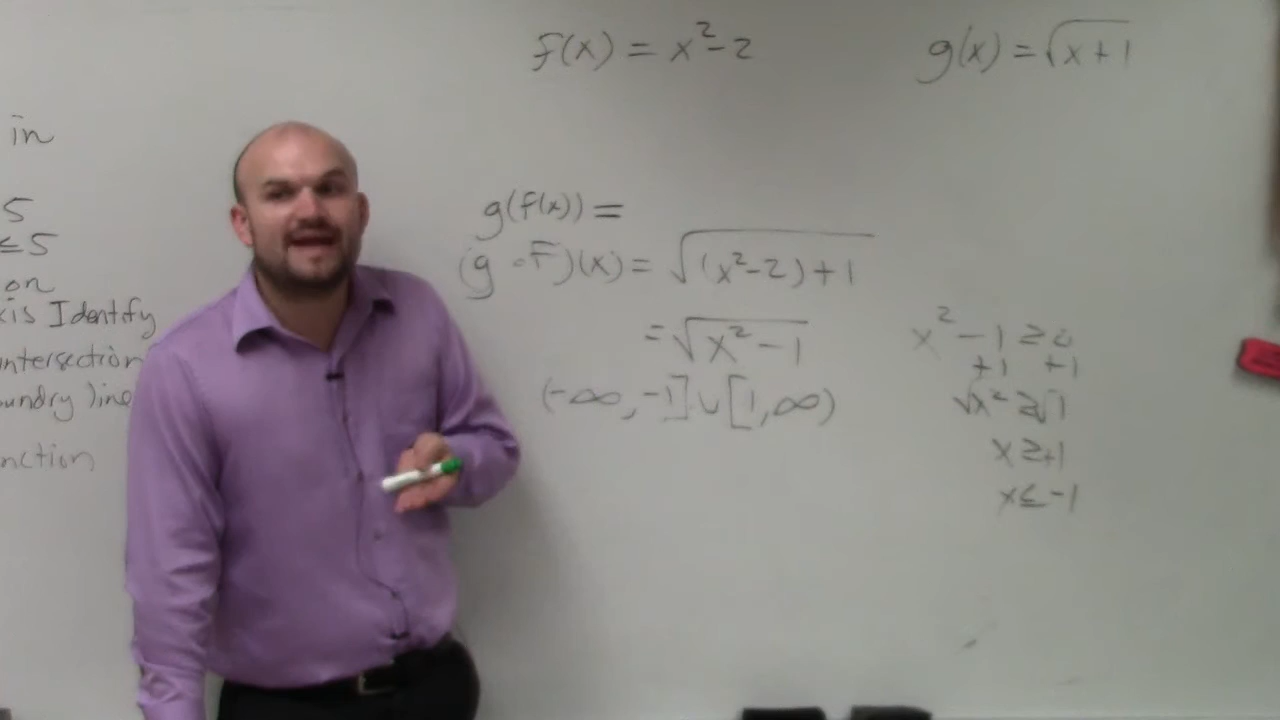 f(x) = x²-2
g(x) = √x+1
in
5
≤5
on
xis Identify
ntersection
undry line
nction
g(f(x)) =
(g ∘ F)(x) = √(x²-2)+1
= √x²-1
(-∞, -1] ∪ [1, ∞)
x² - 1 ≥ 0
+1 +1
√x² ≥ √1
x ≥ +1
x ≤ -1